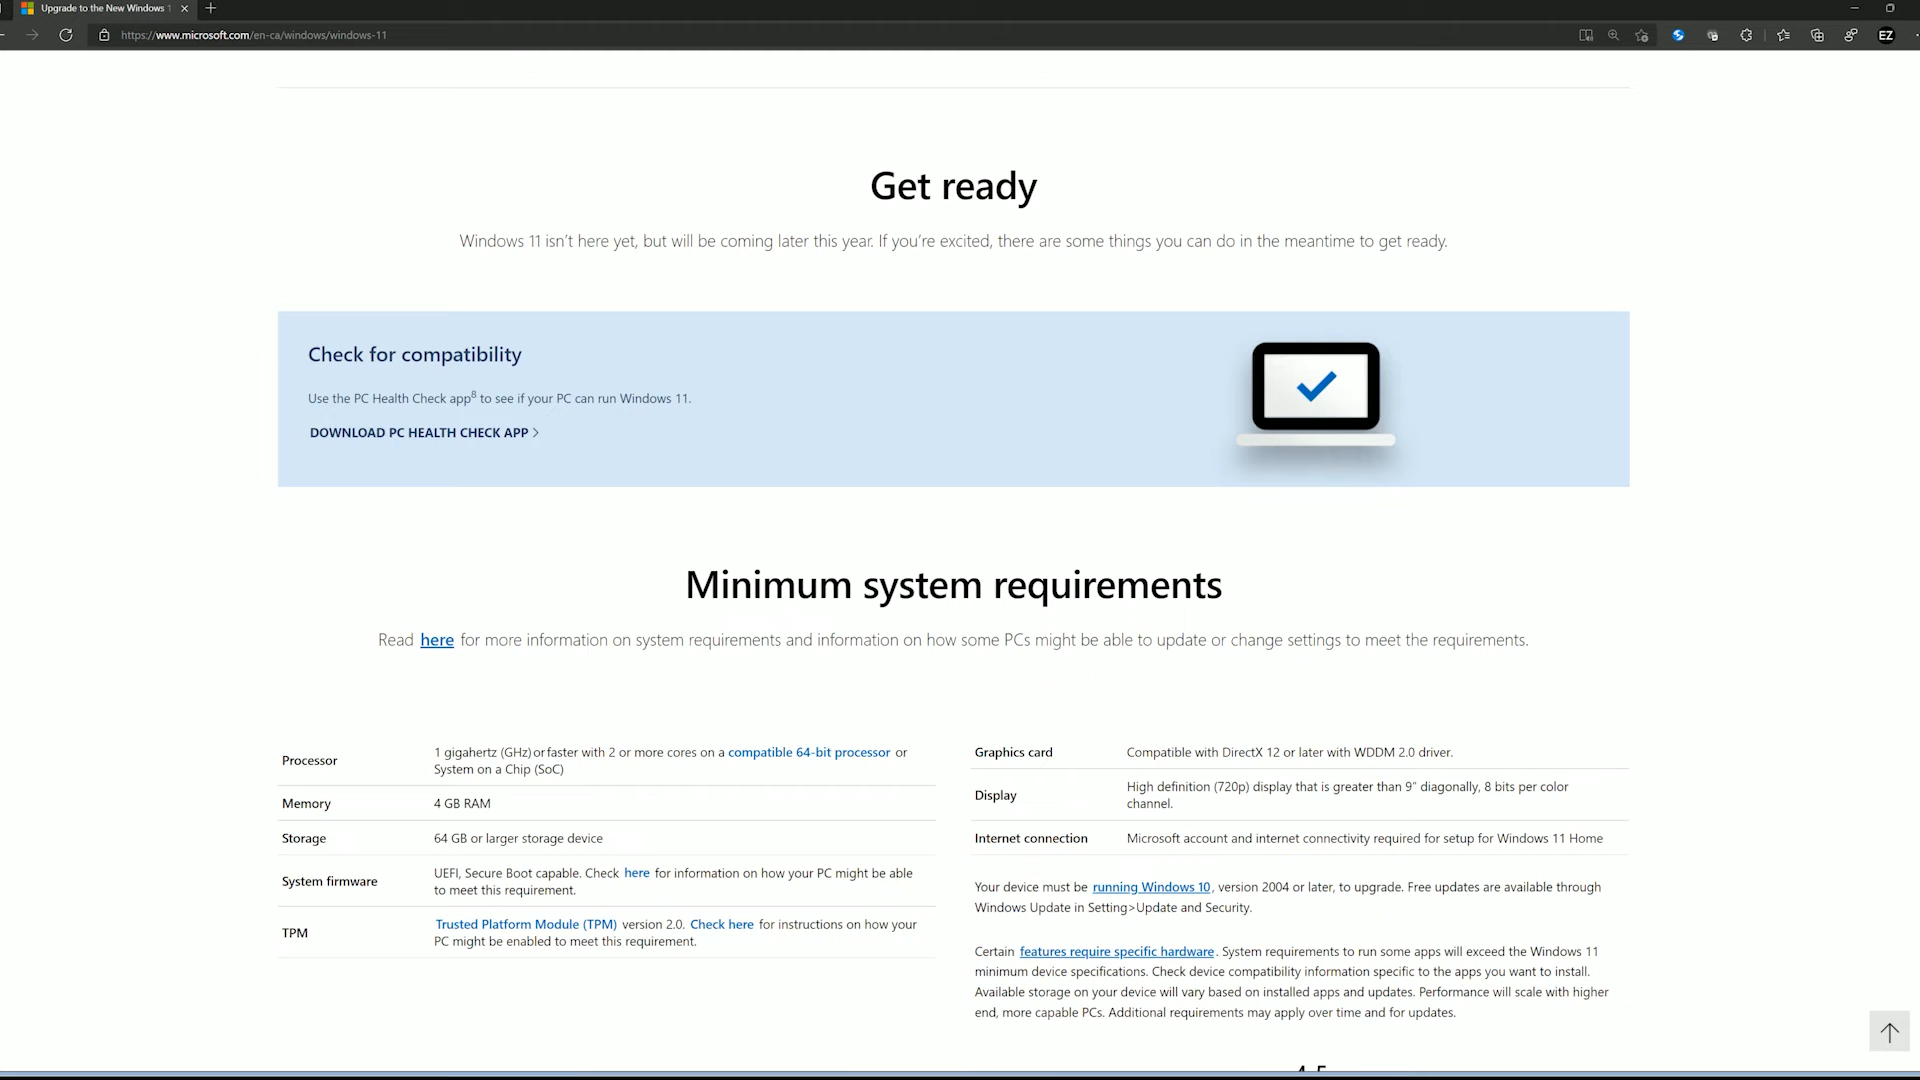 Upgrade to the New Windows 1
https://www.microsoft.com/en-ca/windows/windows-11
EZ
Get ready
Windows 11 isn't here yet, but will be coming later this year. If you're excited, there are some things you can do in the meantime to get ready.
Check for compatibility
Use the PC Health Check app8 to see if your PC can run Windows 11.
DOWNLOAD PC HEALTH CHECK APP >
Minimum system requirements
Read here for more information on system requirements and information on how some PCs might be able to update or change settings to meet the requirements.
Processor
1 gigahertz (GHz) or faster with 2 or more cores on a compatible 64-bit processor or
System on a Chip (SoC)
Memory
4 GB RAM
Storage
64 GB or larger storage device
System firmware
UEFI, Secure Boot capable. Check here for information on how your PC might be able
to meet this requirement.
TPM
Trusted Platform Module (TPM) version 2.0. Check here for instructions on how your
PC might be enabled to meet this requirement.
Graphics card
Compatible with DirectX 12 or later with WDDM 2.0 driver.
Display
High definition (720p) display that is greater than 9" diagonally, 8 bits per color
channel.
Internet connection
Microsoft account and internet connectivity required for setup for Windows 11 Home
Your device must be running Windows 10, version 2004 or later, to upgrade. Free updates are available through
Windows Update in Setting>Update and Security.
Certain features require specific hardware. System requirements to run some apps will exceed the Windows 11
minimum device specifications. Check device compatibility information specific to the apps you want to install.
Available storage on your device will vary based on installed apps and updates. Performance will scale with higher
end, more capable PCs. Additional requirements may apply over time and for updates.